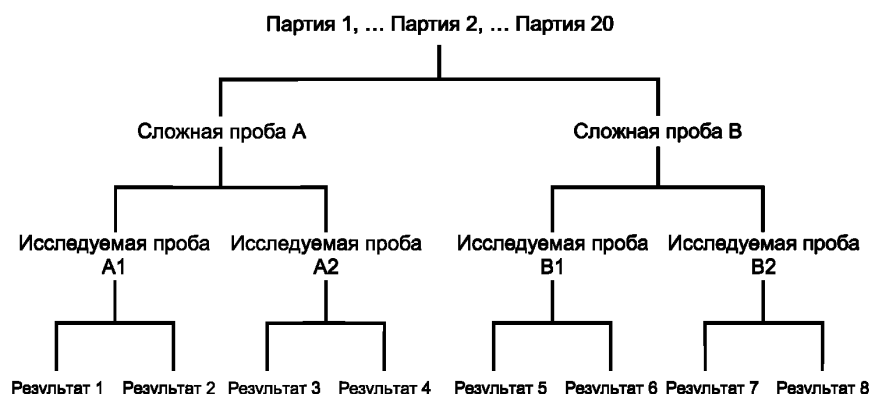 Партия 1, ... Партия 2, ... Партия 20
Сложная проба А
Сложная проба В
Исследуемая проба
А1
Исследуемая проба
А2
Исследуемая проба
В1
Исследуемая проба
В2
Результат 1
Результат 2
Результат 3
Результат 4
Результат 5
Результат 6
Результат 7
Результат 8